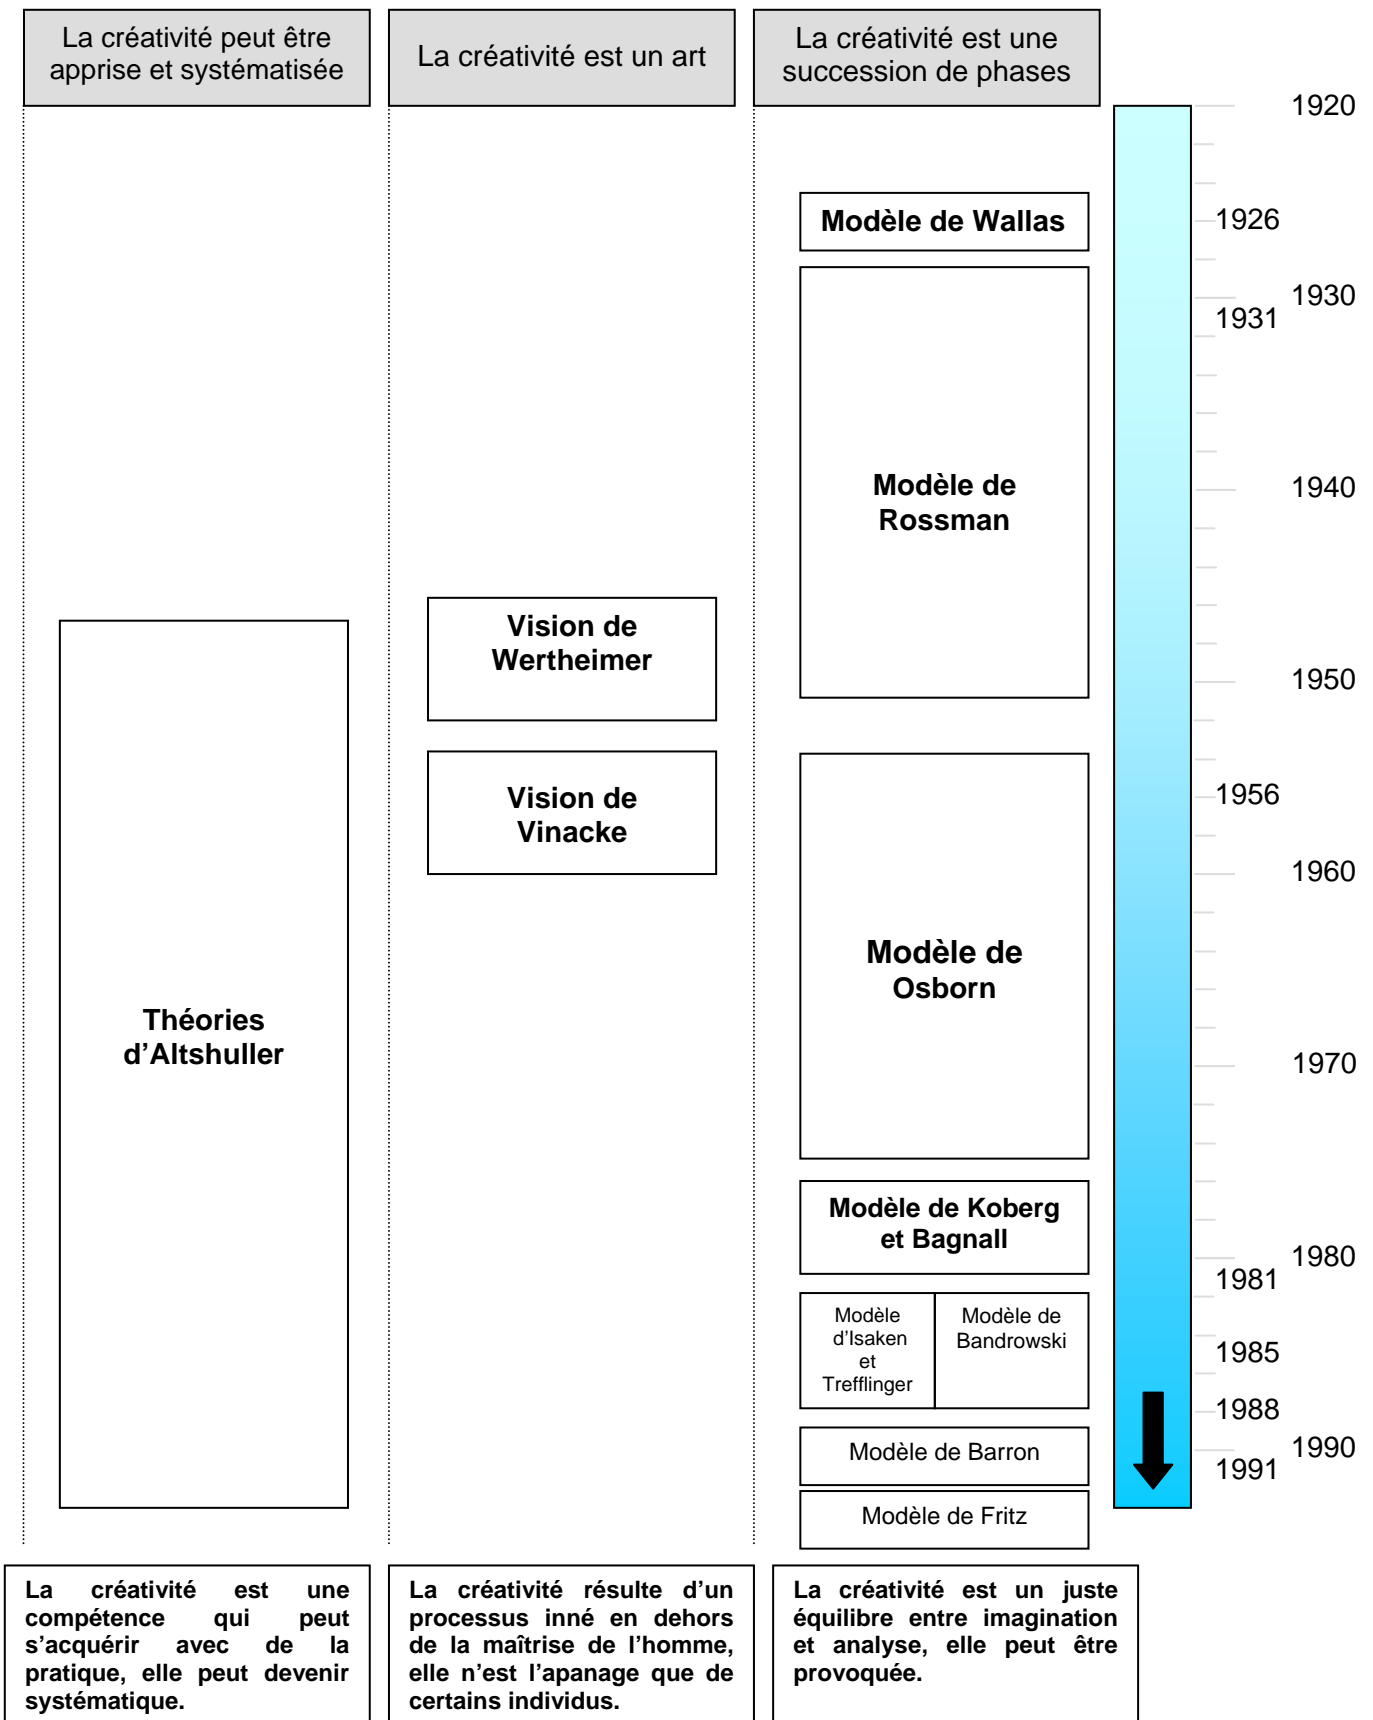 La créativité peut être
apprise et systématisée
La créativité est un art
La créativité est une
succession de phases
1920
Modèle de Wallas
1926
1930
1931
Modèle de
Rossman
1940
Vision de
Wertheimer
1950
Vision de
Vinacke
1956
1960
Modèle de
Osborn
Théories
d’Altshuller
1970
Modèle de Koberg
et Bagnall
1980
1981
Modèle
d’Isaken
et
Trefflinger
Modèle de
Bandrowski
1985
1988
Modèle de Barron
1990
1991
Modèle de Fritz
La créativité est une
compétence qui peut
s’acquérir avec de la
pratique, elle peut devenir
systématique.
La créativité résulte d’un
processus inné en dehors
de la maîtrise de l’homme,
elle n’est l’apanage que de
certains individus.
La créativité est un juste
équilibre entre imagination
et analyse, elle peut être
provoquée.